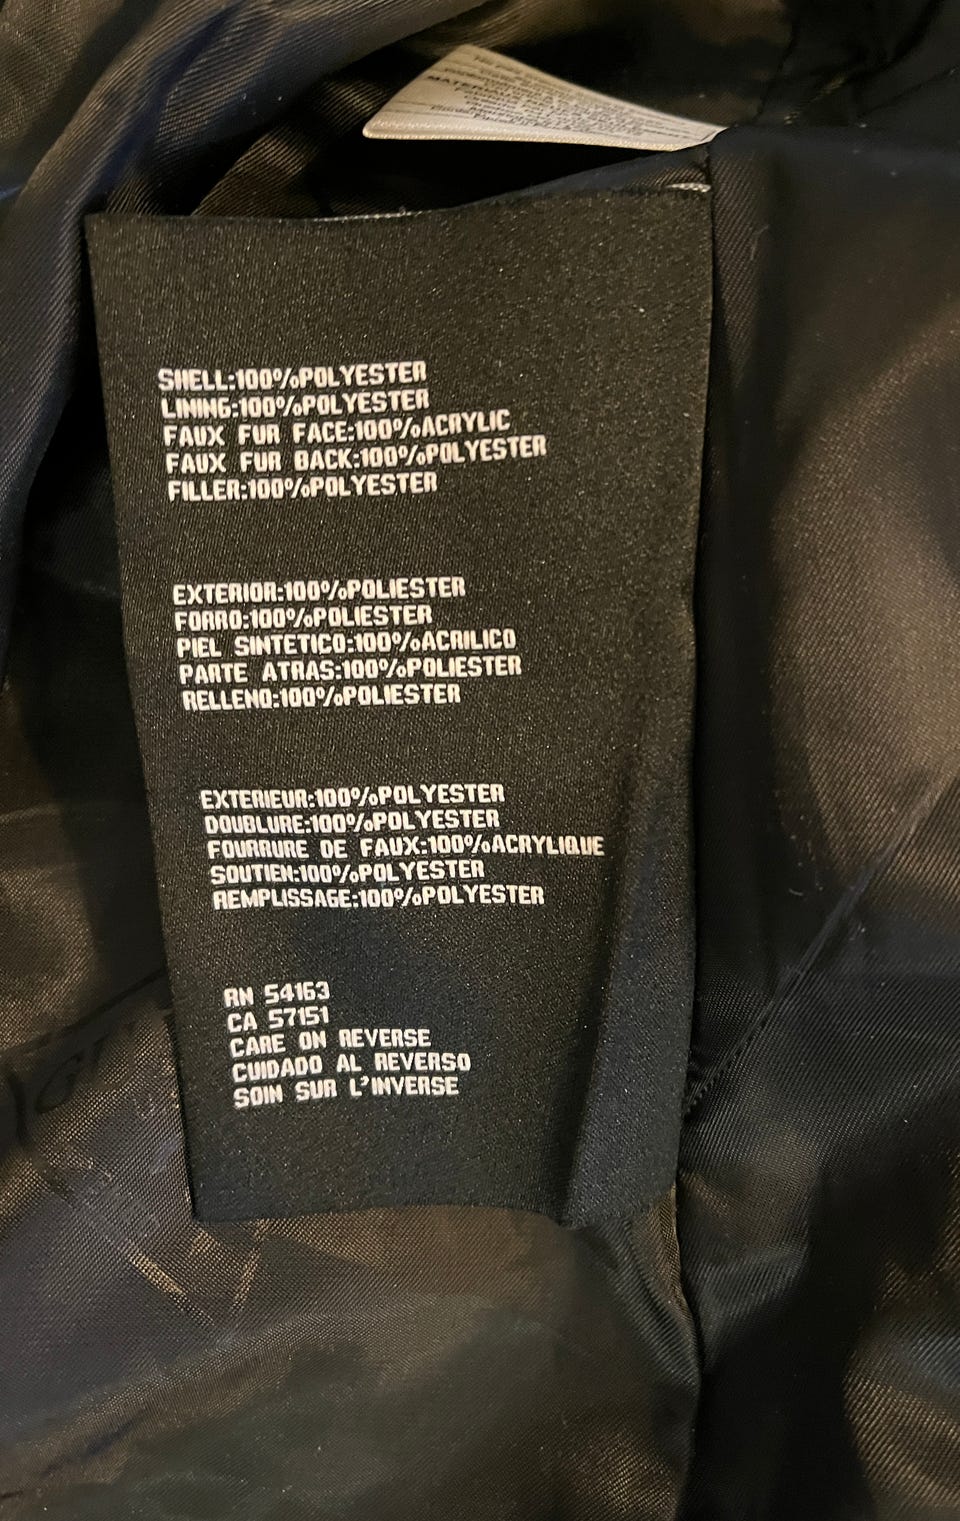 SHELL:100%POLYESTER
LINING:100%POLYESTER
FAUX FUR FACE:100%ACRYLIC
FAUX FUR BACK:100%POLYESTER
FILLER:100%POLYESTER
EXTERIOR:100%POLIESTER
FORRO:100%POLIESTER
PIEL SINTETICO:100%ACRILICO
PARTE ATRAS:100%POLIESTER
RELLENO:100%POLIESTER
EXTERIEUR:100%POLYESTER
DOUBLURE:100%POLYESTER
FOURRURE DE FAUX:100%ACRYLIQUE
SOUTIEN:100%POLYESTER
REMPLISSAGE:100%POLYESTER
RN 54163
CA 57151
CARE ON REVERSE
CUIDADO AL REVERSO
SOIN SUR L'INVERSE